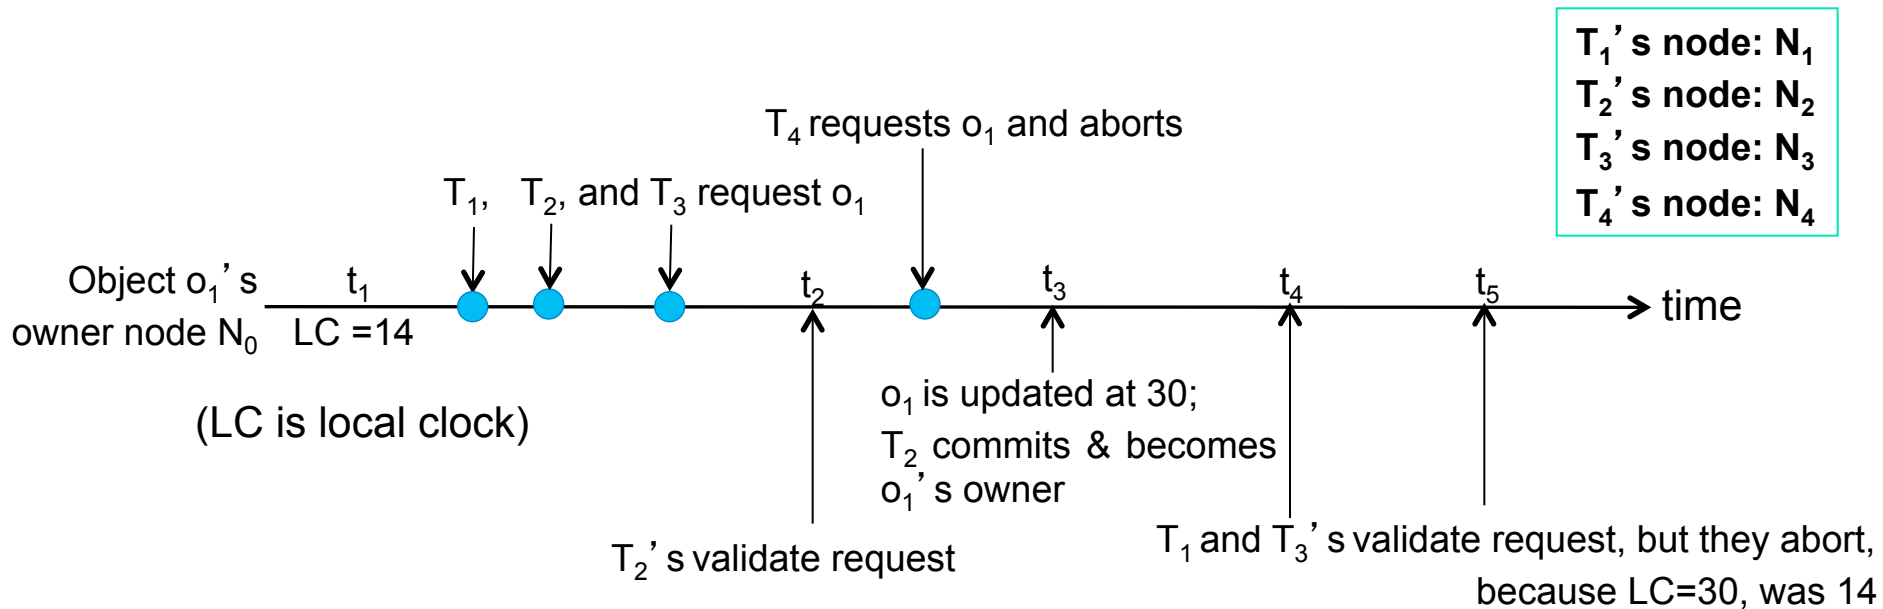 T₁’s node: N₁
T₂’s node: N₂
T₃’s node: N₃
T₄’s node: N₄
T₄ requests o₁ and aborts
T₁, T₂, and T₃ request o₁
Object o₁’s
owner node N₀
t₁
LC =14
t₂
t₃
t₄
t₅
time
(LC is local clock)
o₁ is updated at 30;
T₂ commits & becomes
o₁’s owner
T₂’s validate request
T₁ and T₃’s validate request, but they abort,
because LC=30, was 14